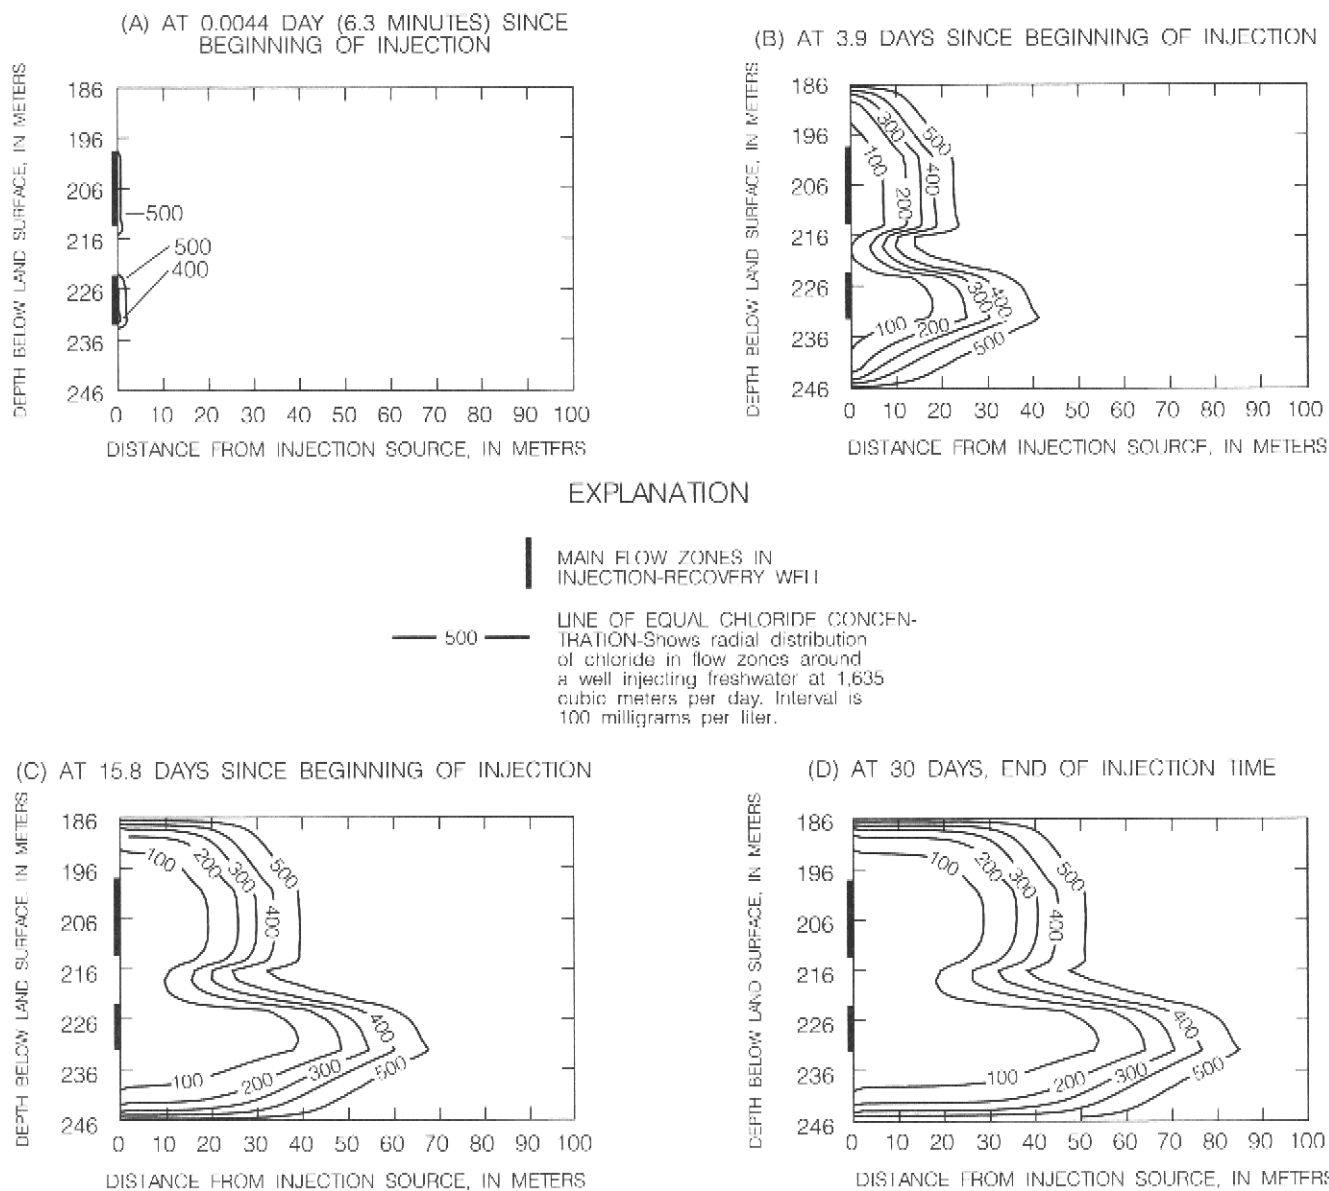 (A) AT 0.0044 DAY (6.3 MINUTES) SINCE
BEGINNING OF INJECTION
DEPTH BELOW LAND SURFACE, IN METERS
186
196
206
216
226
236
246
500
500
400
0 10 20 30 40 50 60 70 80 90 100
DISTANCE FROM INJECTION SOURCE, IN METERS
(B) AT 3.9 DAYS SINCE BEGINNING OF INJECTION
DEPTH BELOW LAND SURFACE, IN METERS
186
196
206
216
226
236
246
100
200
300
400
500
100
200
300
400
500
0 10 20 30 40 50 60 70 80 90 100
DISTANCE FROM INJECTION SOURCE, IN METERS
EXPLANATION
MAIN FLOW ZONES IN
INJECTION-RECOVERY WELL
500
LINE OF EQUAL CHLORIDE CONCEN-
TRATION-Shows radial distribution
of chloride in flow zones around
a well injecting freshwater at 1,635
cubic meters per day. Interval is
100 milligrams per liter.
(C) AT 15.8 DAYS SINCE BEGINNING OF INJECTION
DEPTH BELOW LAND SURFACE, IN METERS
186
196
206
216
226
236
246
100
200
300
400
500
100
200
300
400
500
0 10 20 30 40 50 60 70 80 90 100
DISTANCE FROM INJECTION SOURCE, IN METERS
(D) AT 30 DAYS, END OF INJECTION TIME
DEPTH BELOW LAND SURFACE, IN METERS
186
196
206
216
226
236
246
100
200
300
400
500
100
200
300
400
500
0 10 20 30 40 50 60 70 80 90 100
DISTANCE FROM INJECTION SOURCE, IN METERS